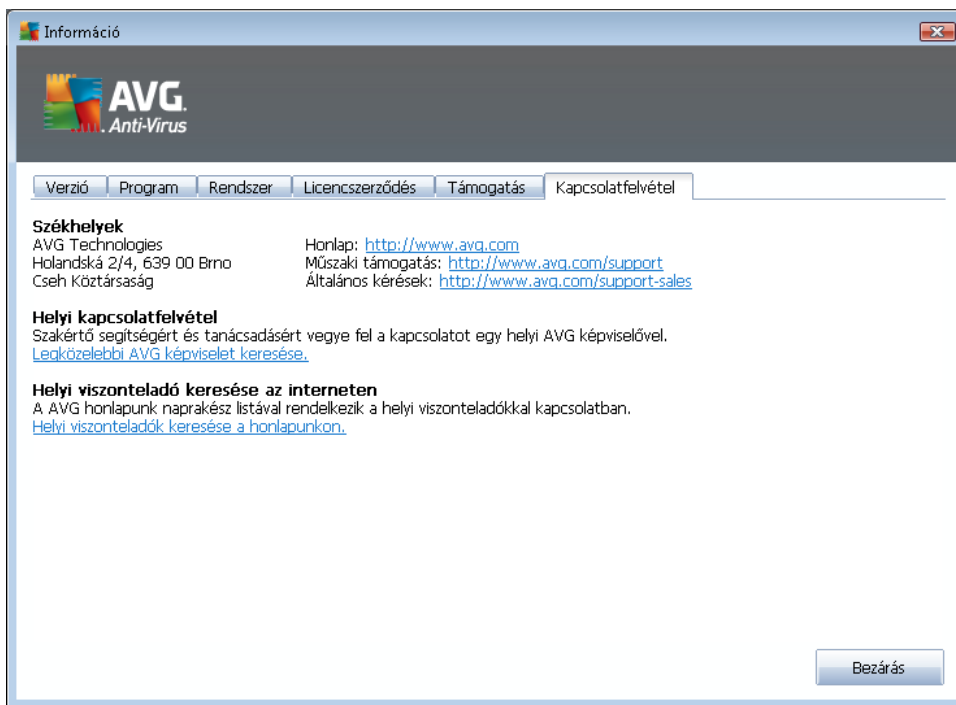 Információ
AVG.
Anti-Virus
Verzió Program Rendszer Licencszerződés Támogatás Kapcsolatfelvétel
Székhelyek
AVG Technologies
Holandská 2/4, 639 00 Brno
Cseh Köztársaság
Honlap: http://www.avg.com
Műszaki támogatás: http://www.avg.com/support
Általános kérések: http://www.avg.com/support-sales
Helyi kapcsolatfelvétel
Szakértő segítségért és tanácsadásért vegye fel a kapcsolatot egy helyi AVG képviselővel.
Legközelebbi AVG képviselet keresése.
Helyi viszonteladó keresése az interneten
A AVG honlapunk naprakész listával rendelkezik a helyi viszonteladókkal kapcsolatban.
Helyi viszonteladók keresése a honlapunkon.
Bezárás